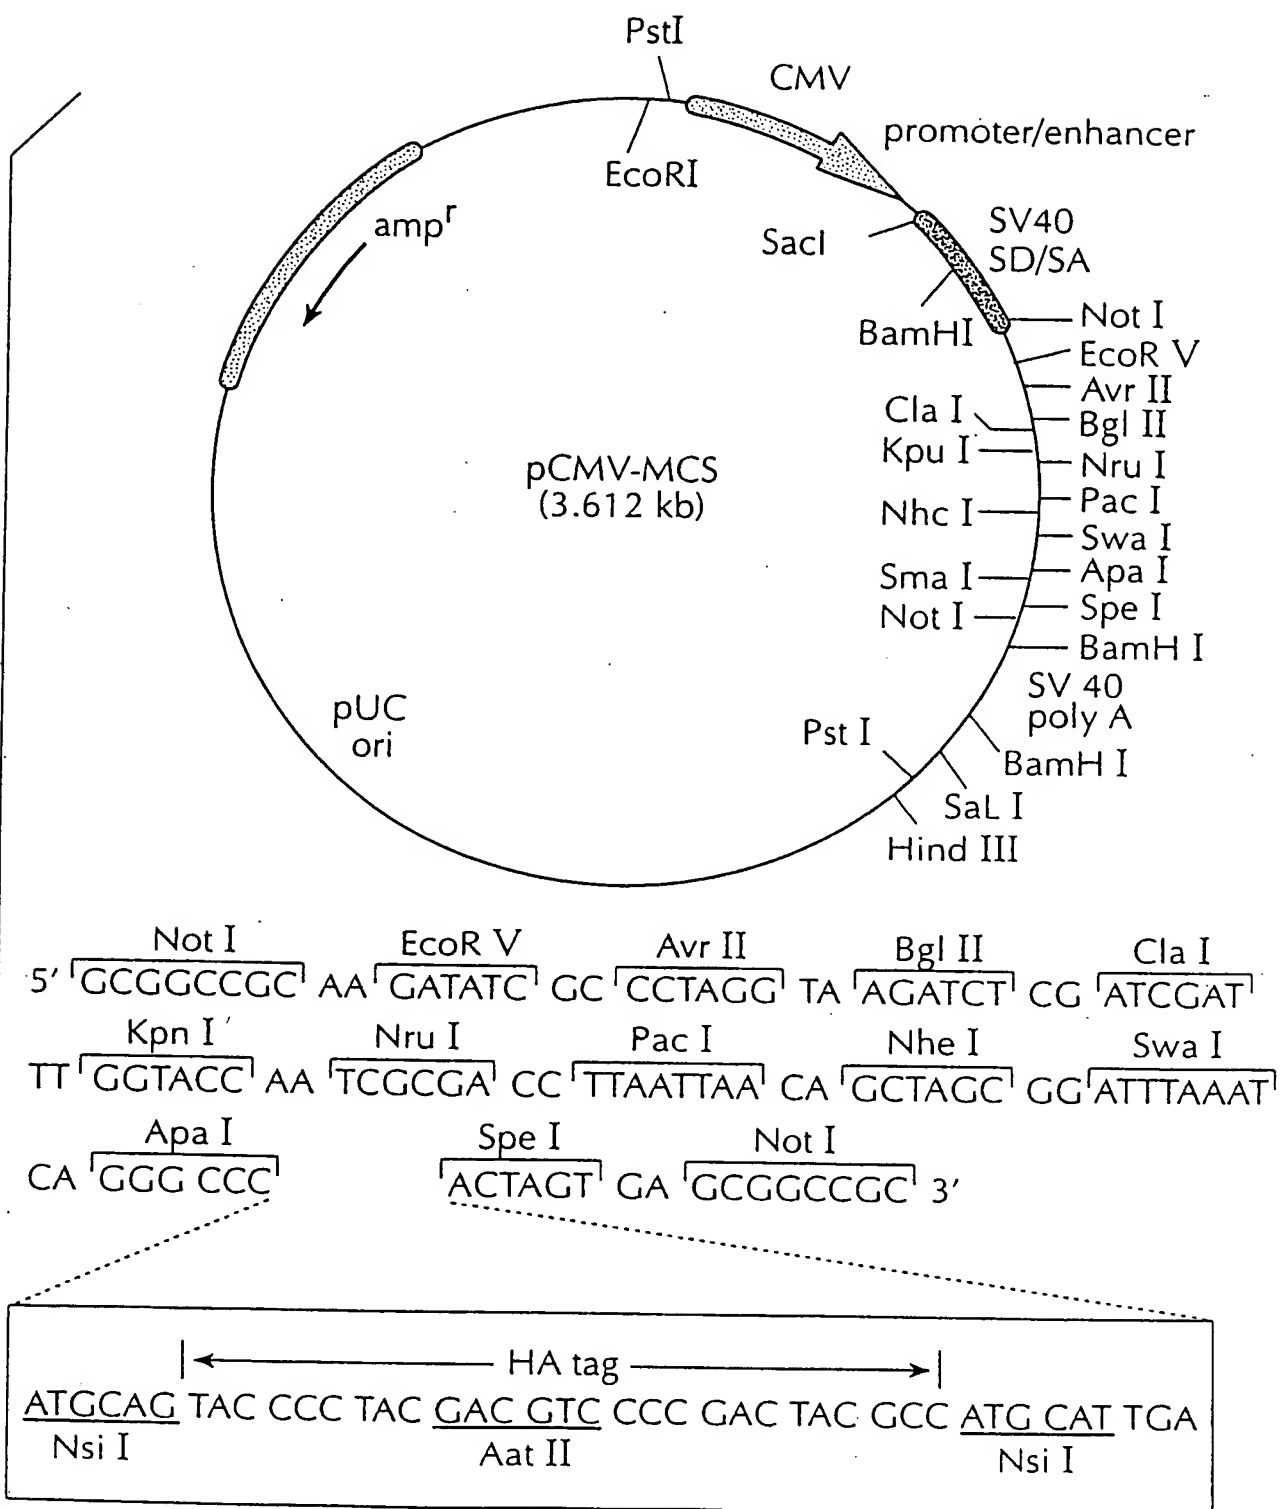 PstI
CMV
promoter/enhancer
EcoRI
amp^r
SacI
SV40
SD/SA
BamHI
Not I
EcoR V
Avr II
Cla I
Bgl II
Kpu I
Nru I
Pac I
Nhc I
Swa I
Sma I
Apa I
Not I
Spe I
BamH I
pCMV-MCS
(3.612 kb)
SV 40
poly A
pUC
ori
Pst I
BamH I
SaL I
Hind III
Not I EcoR V Avr II Bgl II Cla I
5' GCGGCCGC AA GATATC GC CCTAGG TA AGATCT CG ATCGAT
Kpn I Nru I Pac I Nhe I Swa I
TT GGTACC AA TCGCGA CC TTAATTAA CA GCTAGC GG ATTTAAAT
Apa I Spe I Not I
CA GGG CCC ACTAGT GA GCGGCCGC 3'
HA tag
ATGCAG TAC CCC TAC GAC GTC CCC GAC TAC GCC ATG CAT TGA
Nsi I Aat II Nsi I